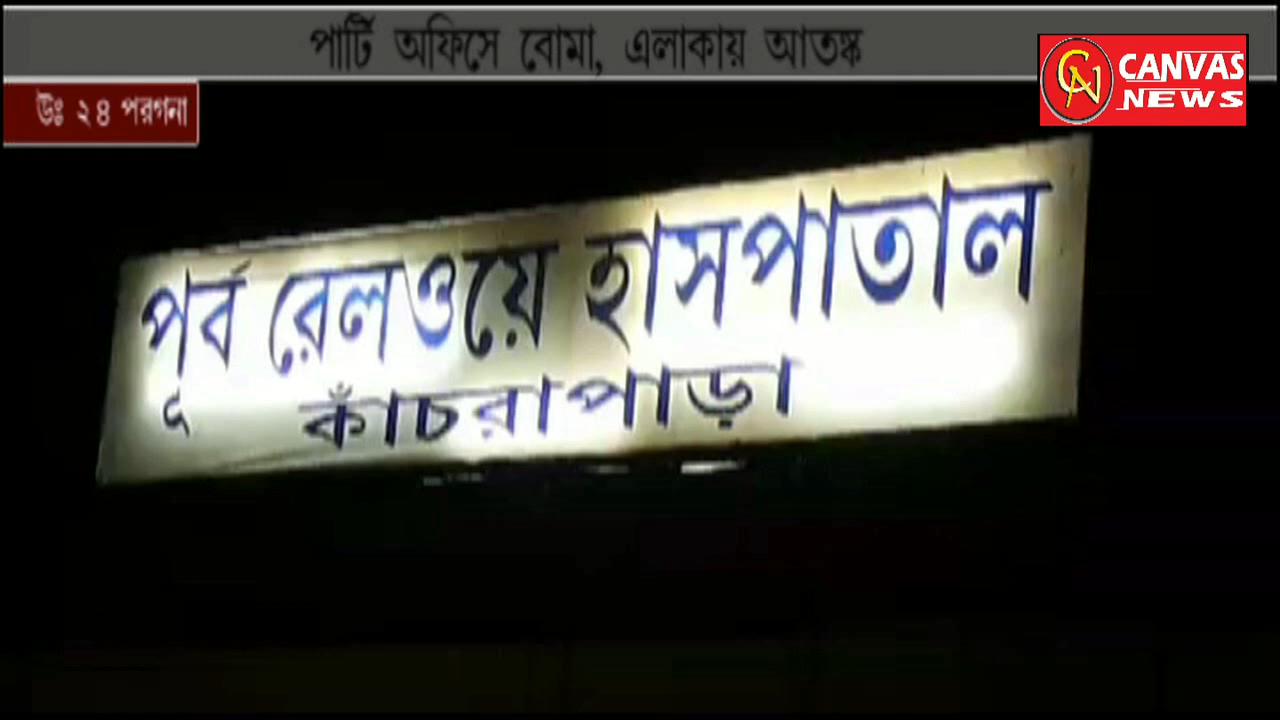 পার্টি অফিসে বোমা, এলাকায় আতঙ্ক
উঃ ২৪ পরগনা
CANVAS
NEWS
পূর্ব রেলওয়ে হাসপাতাল
কাঁচরাপাড়া